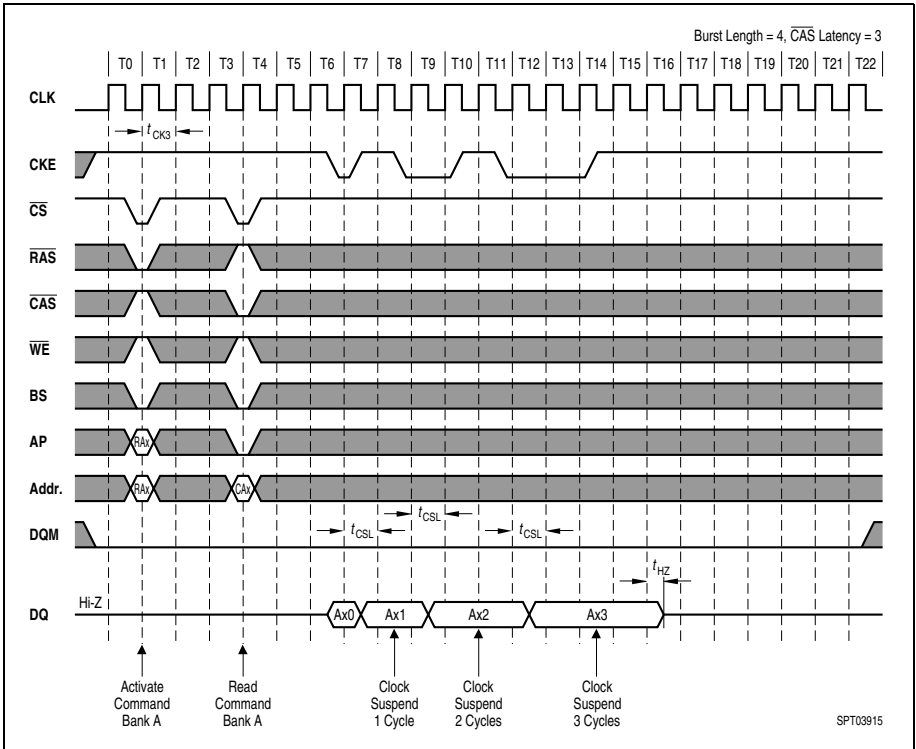 Burst Length = 4, CAS Latency = 3
T0 T1 T2 T3 T4 T5 T6 T7 T8 T9 T10 T11 T12 T13 T14 T15 T16 T17 T18 T19 T20 T21 T22
CLK
tCK3
CKE
CS
RAS
CAS
WE
BS
AP RAx
Addr. RAx CAx
tCSL tCSL tCSL
DQM
tHZ
Hi-Z
DQ Ax0 Ax1 Ax2 Ax3
Activate Command Bank A
Read Command Bank A
Clock Suspend 1 Cycle
Clock Suspend 2 Cycles
Clock Suspend 3 Cycles
SPT03915